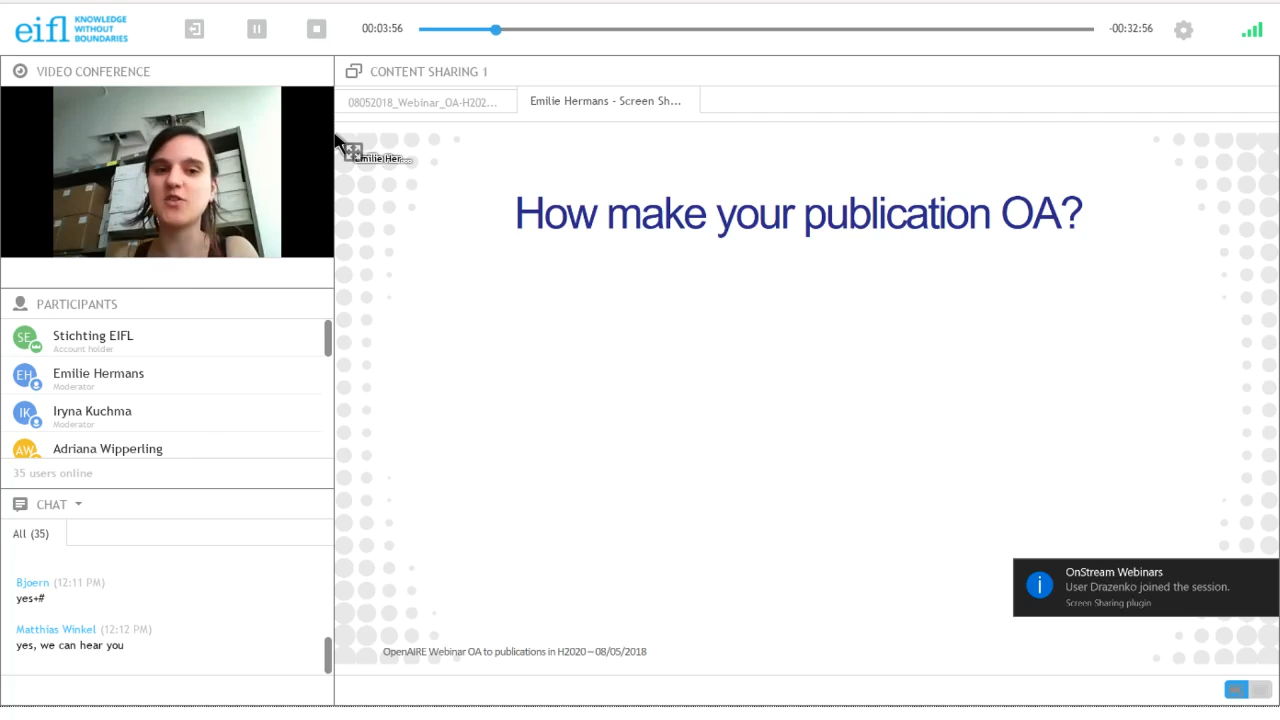 eifl KNOWLEDGE
WITHOUT
BOUNDARIES
00:03:56
-00:32:56
VIDEO CONFERENCE
CONTENT SHARING 1
08052018_Webinar_OA-H202...
Emilie Hermans - Screen Sh...
Emilie Her...
How make your publication OA?
PARTICIPANTS
SE
Stichting EIFL
Account holder
EH
Emilie Hermans
Moderator
IK
Iryna Kuchma
Moderator
AW
Adriana Wipperling
35 users online
CHAT
All (35)
Bjoern (12:11 PM)
yes+#
Matthias Winkel (12:12 PM)
yes, we can hear you
OnStream Webinars
User Drazenko joined the session.
Screen Sharing plugin
OpenAIRE Webinar OA to publications in H2020 – 08/05/2018